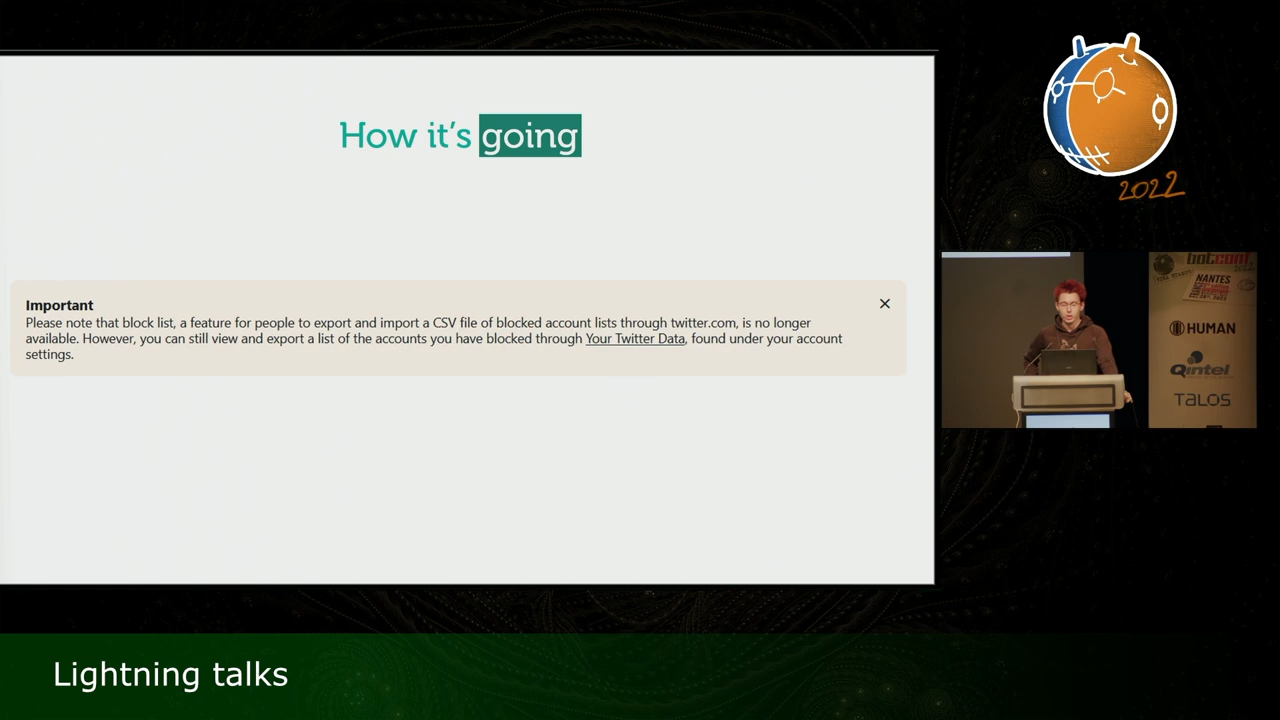 How it's going
Important
Please note that block list, a feature for people to export and import a CSV file of blocked account lists through twitter.com, is no longer
available. However, you can still view and export a list of the accounts you have blocked through Your Twitter Data, found under your account
settings.
2022
botconf
NANTES
HUMAN
Qintel
TALOS
Lightning talks